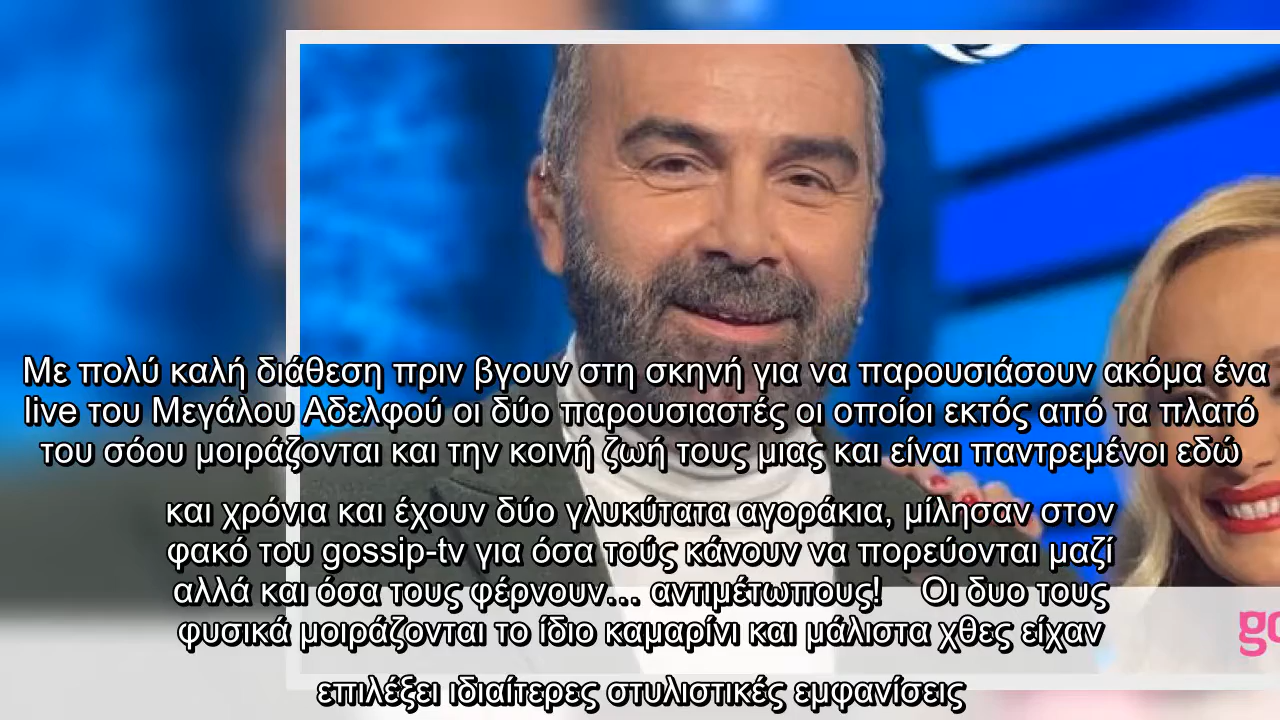 Με πολύ καλή διάθεση πριν βγουν στη σκηνή για να παρουσιάσουν ακόμα ένα
live του Μεγάλου Αδελφού οι δύο παρουσιαστές οι οποίοι εκτός από τα πλατό
του σόου μοιράζονται και την κοινή ζωή τους μιας και είναι παντρεμένοι εδώ
και χρόνια και έχουν δύο γλυκύτατα αγοράκια, μίλησαν στον
φακό του gossip-tv για όσα τούς κάνουν να πορεύονται μαζί
αλλά και όσα τους φέρνουν… αντιμέτωπους! Οι δυο τους
φυσικά μοιράζονται το ίδιο καμαρίνι και μάλιστα χθες είχαν
επιλέξει ιδιαίτερες στυλιστικές εμφανίσεις
go